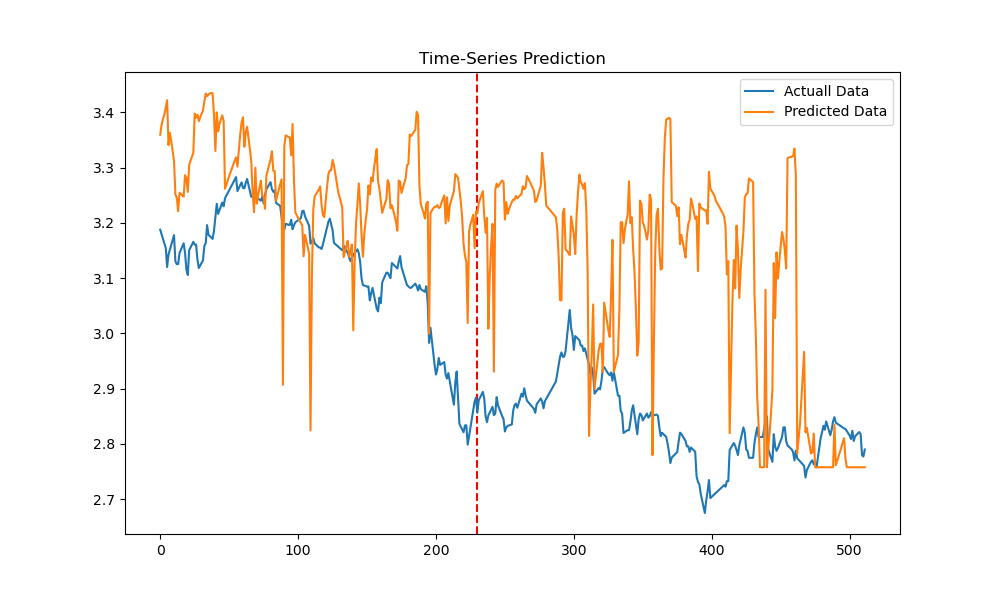 Time-Series Prediction
Actuall Data
Predicted Data
3.4
3.3
3.2
3.1
3.0
2.9
2.8
2.7
0 100 200 300 400 500